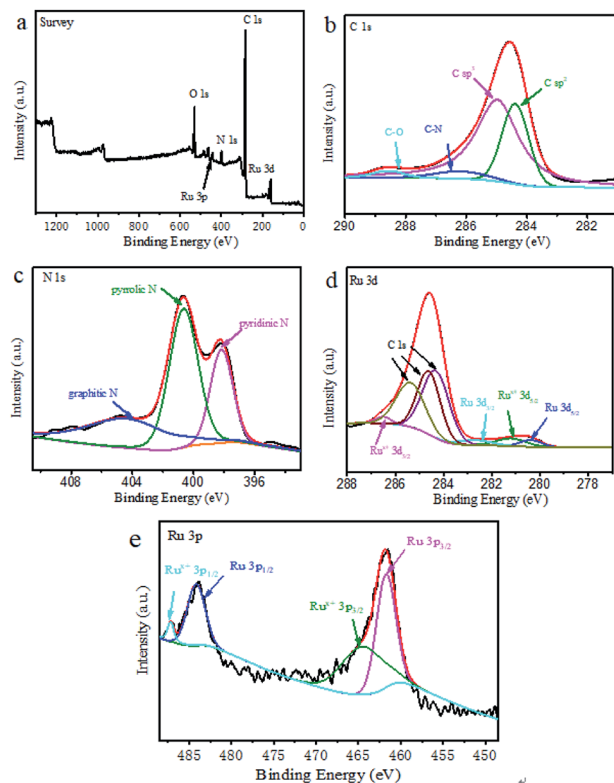 a
Survey
C 1s
O 1s
N 1s
Ru 3d
Ru 3p
Intensity (a.u.)
1200 1000 800 600 400 200 0
Binding Energy (eV)
b
C 1s
C sp³
C sp²
C-O
C-N
Intensity (a.u.)
290 288 286 284 282
Binding Energy (eV)
c
N 1s
pyrrolic N
pyridinic N
graphitic N
Intensity (a.u.)
408 404 400 396
Binding Energy (eV)
d
Ru 3d
C 1s
Ru 3d
Ruˣ⁺ 3d₅/₂
Ru 3d₅/₂
Ruˣ⁺ 3d₃/₂
Intensity (a.u.)
288 286 284 282 280 278
Binding Energy (eV)
e
Ru 3p
Ruˣ⁺ 3p₁/₂
Ru 3p₁/₂
Ru 3p₃/₂
Ruˣ⁺ 3p₃/₂
Intensity (a.u.)
485 480 475 470 465 460 455 450
Binding Energy (eV)